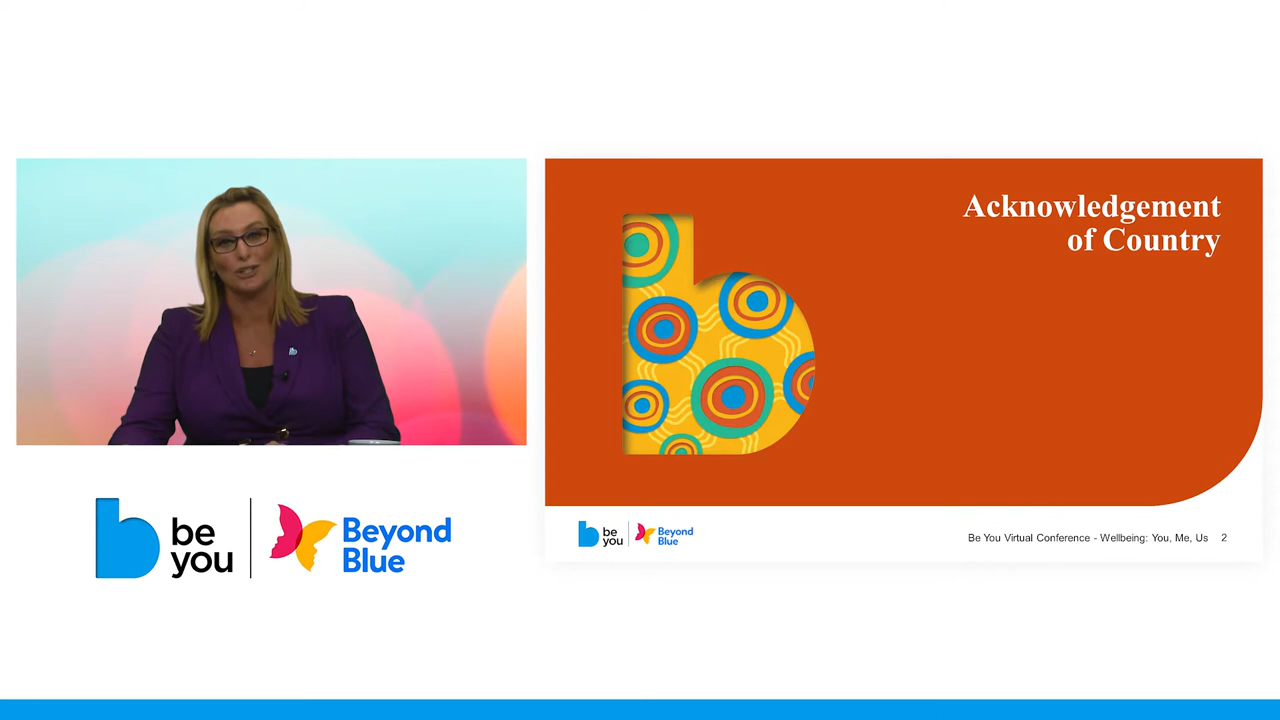 Acknowledgement
of Country
be
you
Beyond
Blue
be
you
Beyond
Blue
Be You Virtual Conference - Wellbeing: You, Me, Us 2